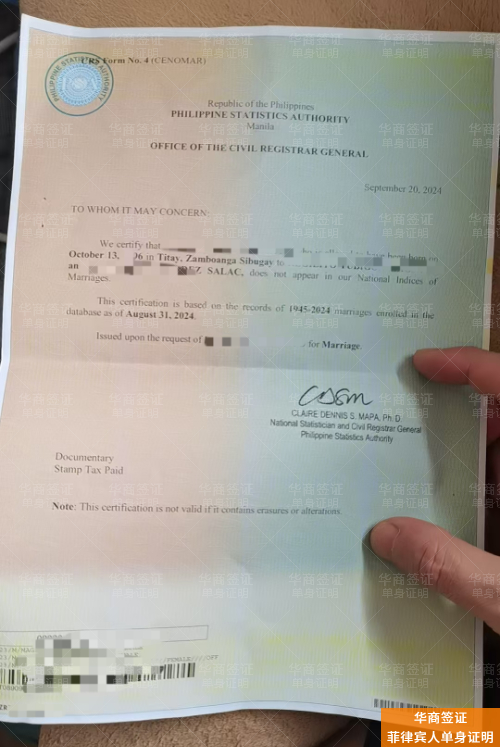 CRS Form No. 4 (CENOMAR)
PHILIPPINE STATISTICS AUTHORITY
Republic of the Philippines
PHILIPPINE STATISTICS AUTHORITY
Manila
OFFICE OF THE CIVIL REGISTRAR GENERAL
September 20, 2024
TO WHOM IT MAY CONCERN:
We certify that
October 13, 96 in Titay, Zamboanga Sibugay to
an EZ SALAC, does not appear in our National Indices of
Marriages.
This certification is based on the records of 1945-2024 marriages enrolled in the
database as of August 31, 2024.
Issued upon the request of for Marriage.
CLAIRE DENNIS S. MAPA, Ph. D
National Statistician and Civil Registrar General
Philippine Statistics Authority
Documentary
Stamp Tax Paid
Note: This certification is not valid if it contains erasures or alterations.
华商签证
菲律宾人单身证明